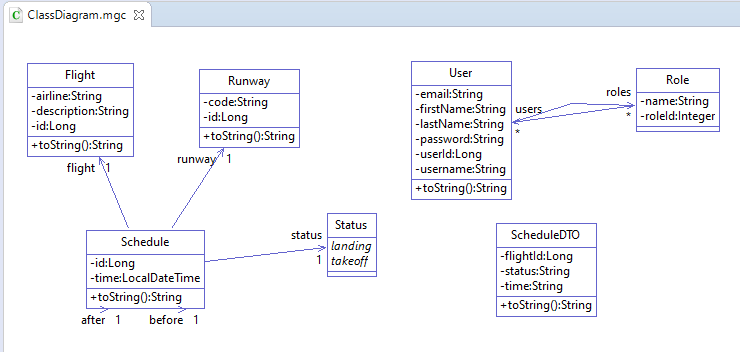 ClassDiagram.mgc
Flight
-airline:String
-description:String
-id:Long
+toString():String
flight 1
Runway
-code:String
-id:Long
+toString():String
runway 1
User
-email:String
-firstName:String
-lastName:String
-password:String
-userId:Long
-username:String
+toString():String
users
*
roles
*
Role
-name:String
-roleId:Integer
Schedule
-id:Long
-time:LocalDateTime
+toString():String
after 1 before 1
status
1
Status
landing
takeoff
ScheduleDTO
-flightId:Long
-status:String
-time:String
+toString():String